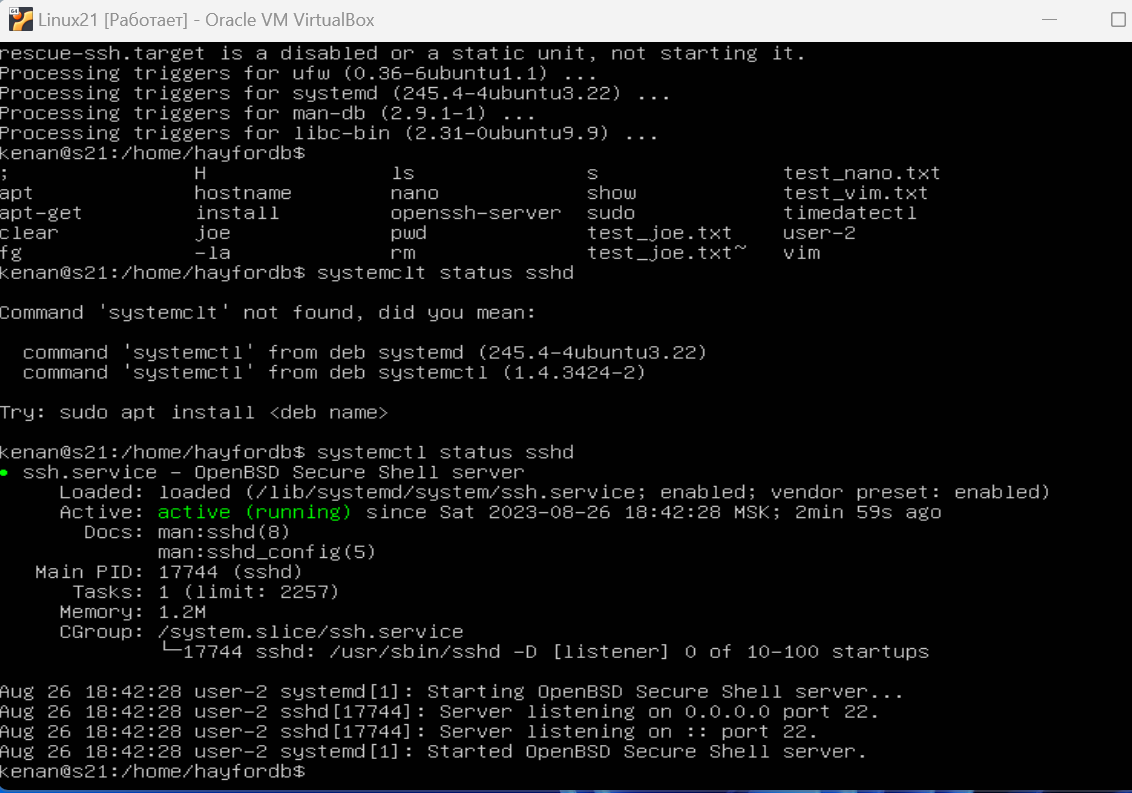 Linux21 [Работает] - Oracle VM VirtualBox
rescue-ssh.target is a disabled or a static unit, not starting it.
Processing triggers for ufw (0.36-6ubuntu1.1) ...
Processing triggers for systemd (245.4-4ubuntu3.22) ...
Processing triggers for man-db (2.9.1-1) ...
Processing triggers for libc-bin (2.31-0ubuntu9.9) ...
kenan@s21:/home/hayfordb$
; H ls s test_nano.txt
apt hostname nano show test_vim.txt
apt-get install openssh-server sudo timedatectl
clear joe pwd test_joe.txt user-2
fg -la rm test_joe.txt~ vim
kenan@s21:/home/hayfordb$ systemclt status sshd
Command 'systemclt' not found, did you mean:
command 'systemctl' from deb systemd (245.4-4ubuntu3.22)
command 'systemctl' from deb systemctl (1.4.3424-2)
Try: sudo apt install <deb name>
kenan@s21:/home/hayfordb$ systemctl status sshd
● ssh.service - OpenBSD Secure Shell server
Loaded: loaded (/lib/systemd/system/ssh.service; enabled; vendor preset: enabled)
Active: active (running) since Sat 2023-08-26 18:42:28 MSK; 2min 59s ago
Docs: man:sshd(8)
man:sshd_config(5)
Main PID: 17744 (sshd)
Tasks: 1 (limit: 2257)
Memory: 1.2M
CGroup: /system.slice/ssh.service
└─17744 sshd: /usr/sbin/sshd -D [listener] 0 of 10-100 startups
Aug 26 18:42:28 user-2 systemd[1]: Starting OpenBSD Secure Shell server...
Aug 26 18:42:28 user-2 sshd[17744]: Server listening on 0.0.0.0 port 22.
Aug 26 18:42:28 user-2 sshd[17744]: Server listening on :: port 22.
Aug 26 18:42:28 user-2 systemd[1]: Started OpenBSD Secure Shell server.
kenan@s21:/home/hayfordb$